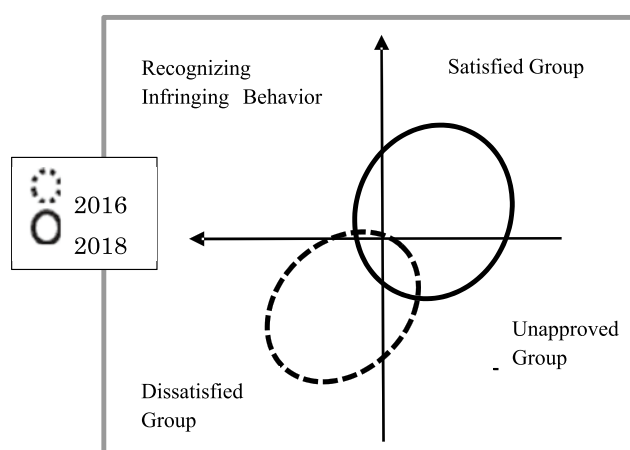 Recognizing
Infringing Behavior
Satisfied Group
2016
2018
Unapproved
Group
-
Dissatisfied
Group